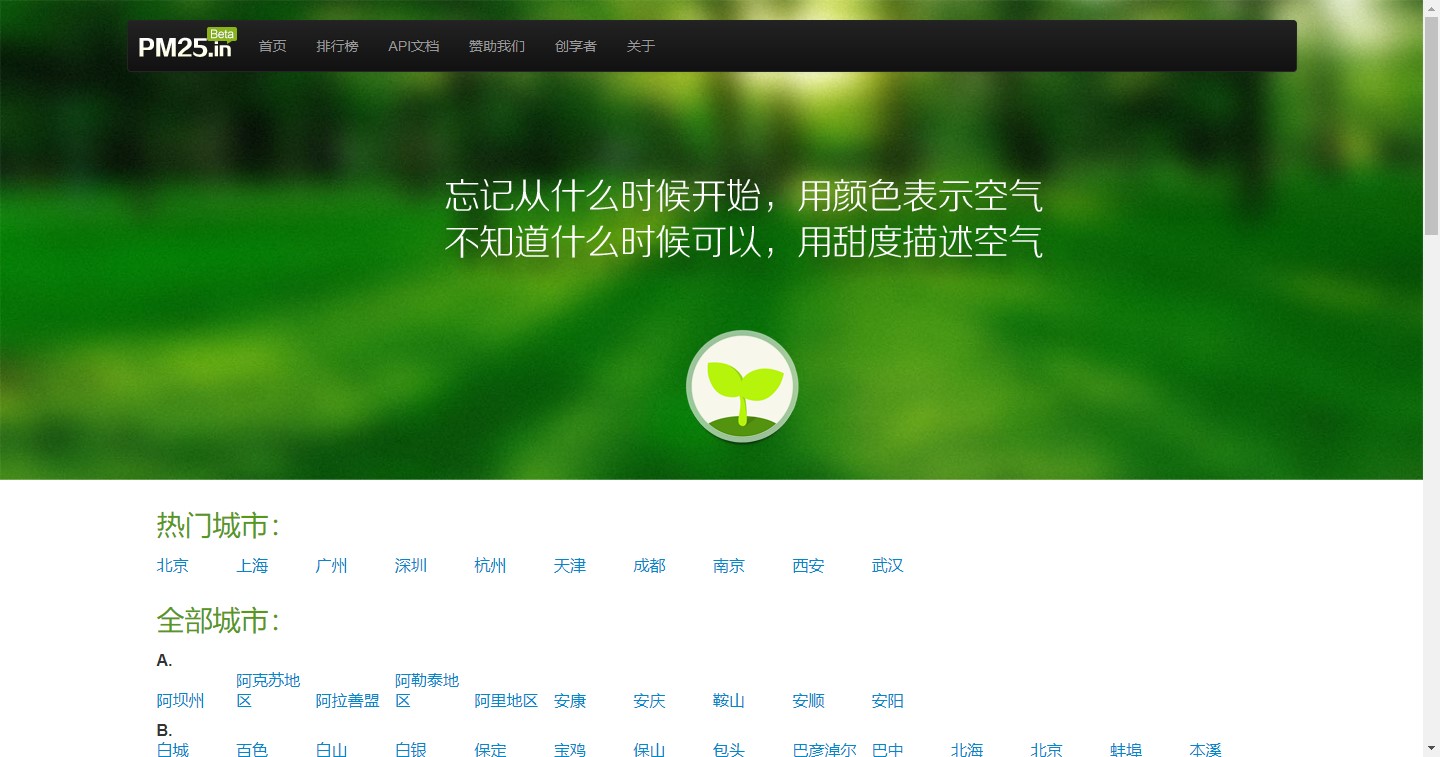 PM25.in Beta
首页 排行榜 API文档 赞助我们 创享者 关于
忘记从什么时候开始，用颜色表示空气
不知道什么时候可以，用甜度描述空气
热门城市：
北京 上海 广州 深圳 杭州 天津 成都 南京 西安 武汉
全部城市：
A.
阿坝州 阿克苏地区 阿拉善盟 阿勒泰地区 阿里地区 安康 安庆 鞍山 安顺 安阳
B.
白城 百色 白山 白银 保定 宝鸡 保山 包头 巴彦淖尔 巴中 北海 北京 蚌埠 本溪